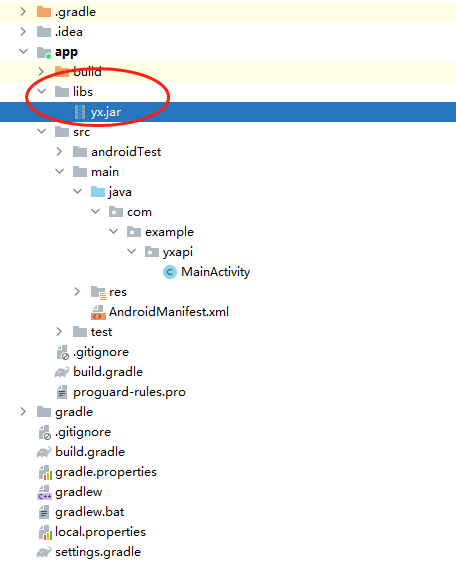 .gradle
.idea
app
build
libs
yx.jar
src
androidTest
main
java
com
example
yxapi
C MainActivity
res
AndroidManifest.xml
test
.gitignore
build.gradle
proguard-rules.pro
gradle
.gitignore
build.gradle
gradle.properties
C++ gradlew
gradlew.bat
local.properties
settings.gradle